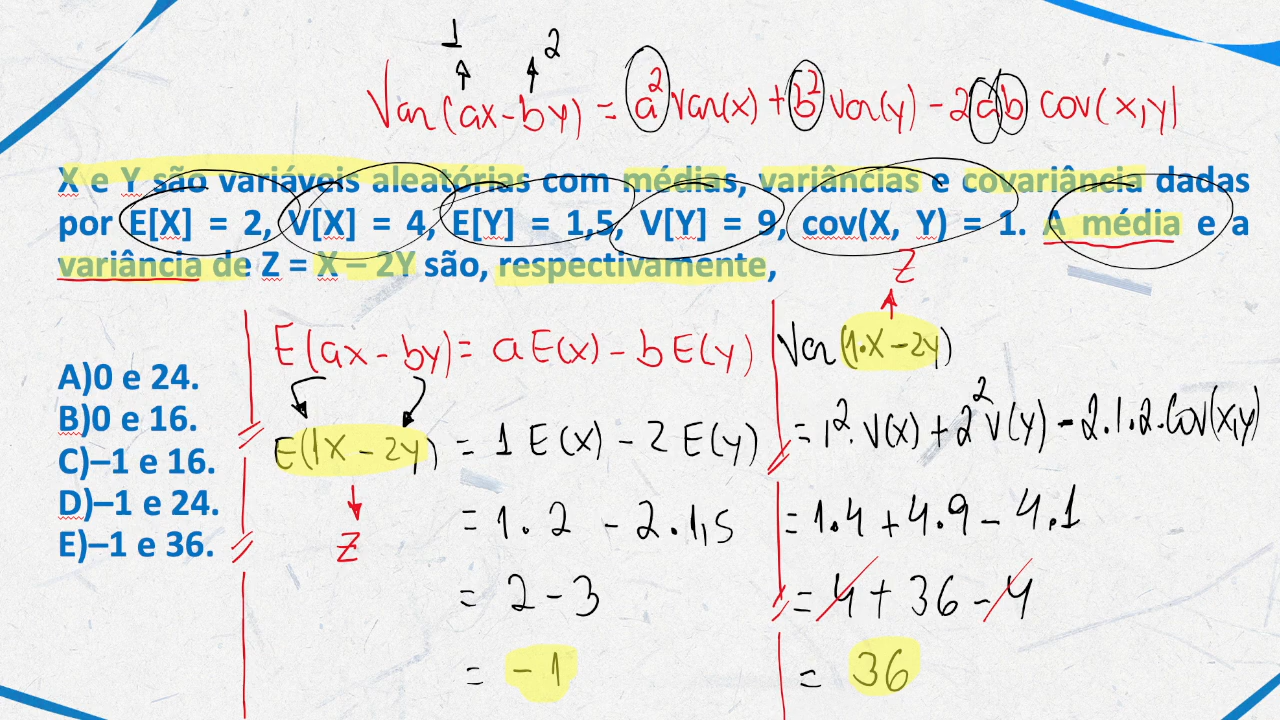 1 2
Var(ax-by) = a² Var(x) + b² Var(y) - 2ab cov(x,y)
X e Y são variáveis aleatórias com médias, variâncias e covariância dadas
por E[X] = 2, V[X] = 4, E[Y] = 1,5, V[Y] = 9, cov(X, Y) = 1. A média e a
variância de Z = X – 2Y são, respectivamente,
Z
E(ax - by) = a E(x) - b E(y)
Var(1·X - 2y)
A)0 e 24.
B)0 e 16.
C)–1 e 16.
D)–1 e 24.
E)–1 e 36.
E(1X - 2y) = 1 E(x) - 2 E(y)
Z
= 1. 2 - 2.1,5
= 2 - 3
= -1
= 1². V(x) + 2² V(y) - 2.1.2.Cov(x,y)
= 1.4 + 4.9 - 4.1
= 4 + 36 - 4
= 36